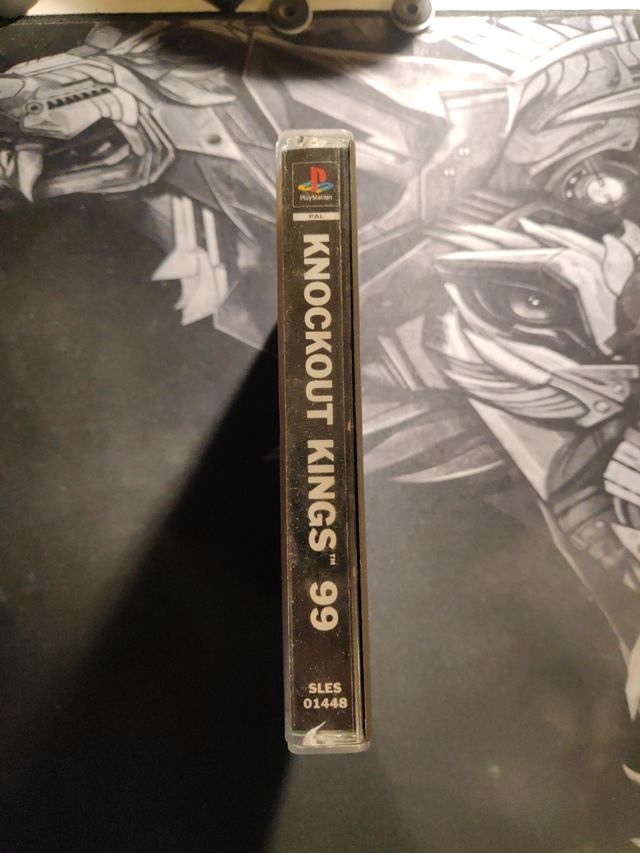 PlayStation
PAL
KNOCKOUT KINGS™ 99
SLES
01448